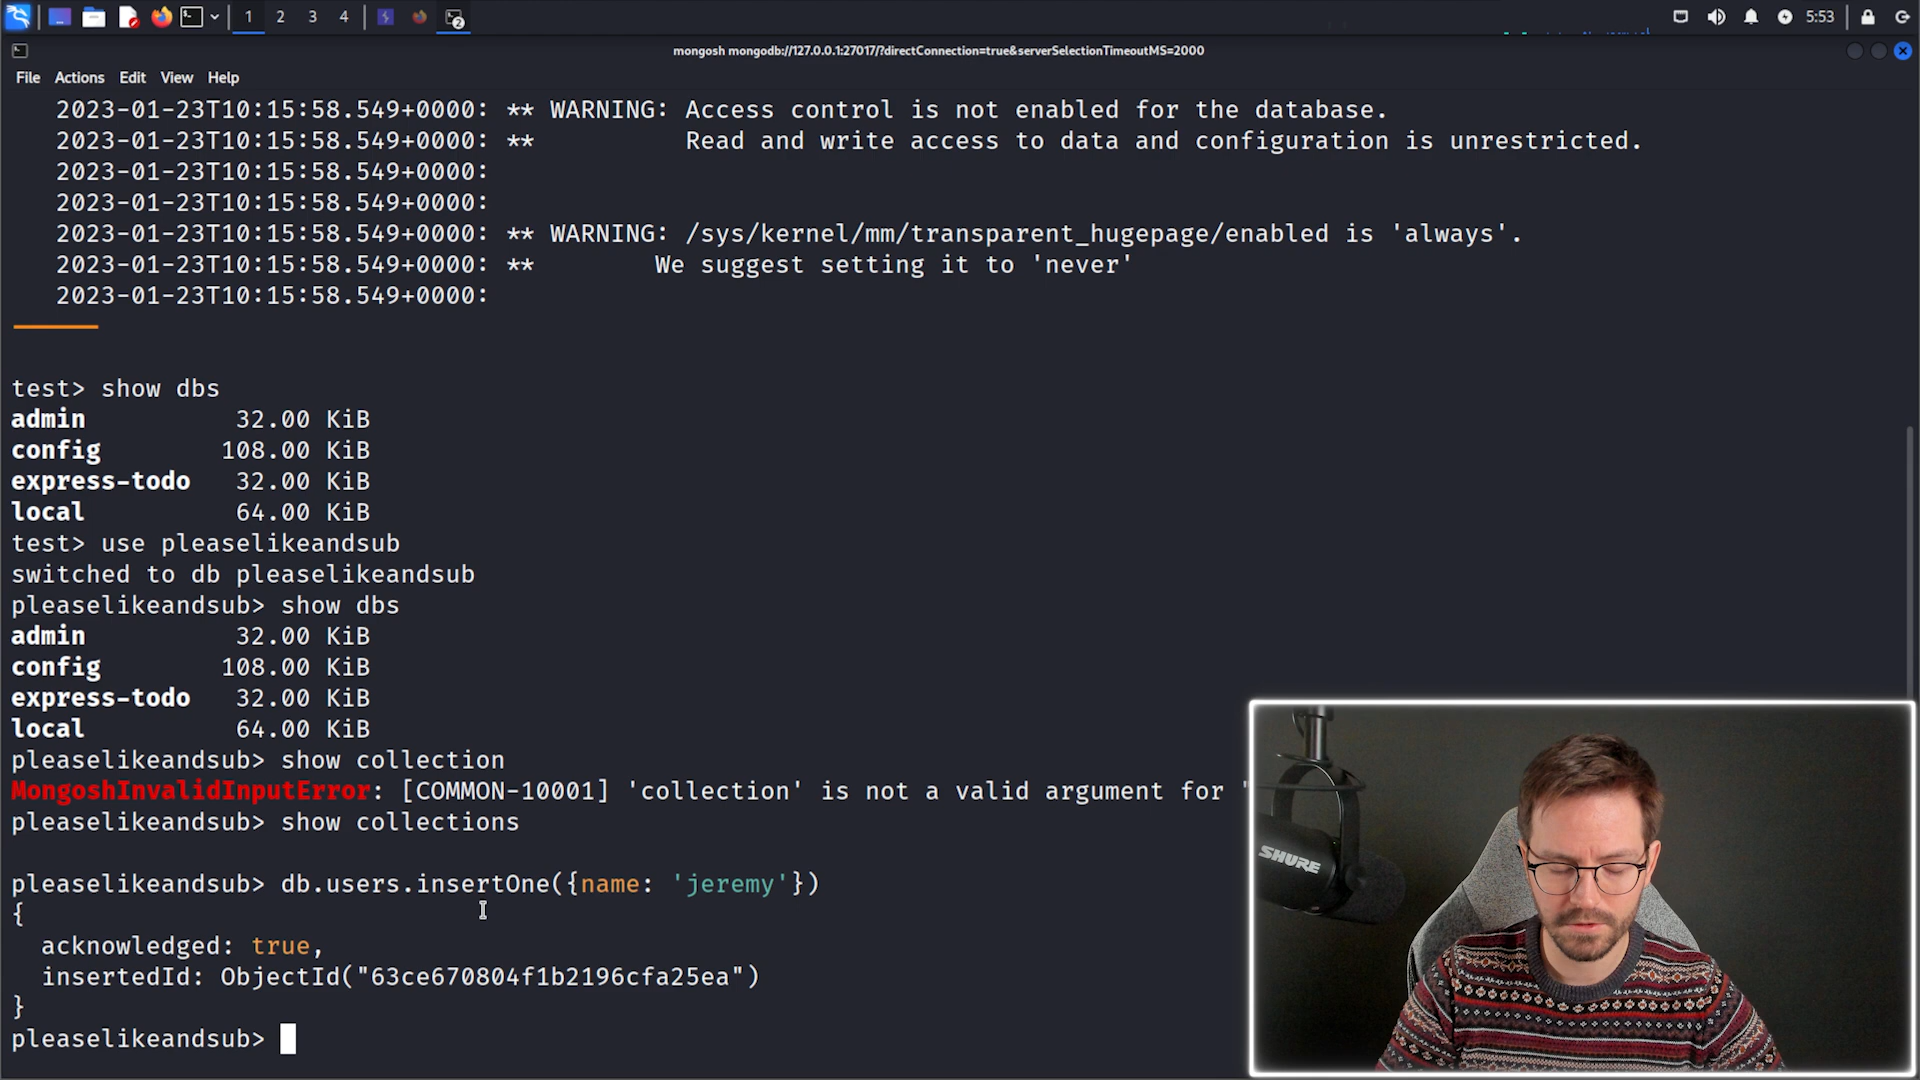 1 2 3 4 2 5:53
mongosh mongodb://127.0.0.1:27017/?directConnection=true&serverSelectionTimeoutMS=2000
File Actions Edit View Help
2023-01-23T10:15:58.549+0000: ** WARNING: Access control is not enabled for the database.
2023-01-23T10:15:58.549+0000: ** Read and write access to data and configuration is unrestricted.
2023-01-23T10:15:58.549+0000:
2023-01-23T10:15:58.549+0000:
2023-01-23T10:15:58.549+0000: ** WARNING: /sys/kernel/mm/transparent_hugepage/enabled is 'always'.
2023-01-23T10:15:58.549+0000: ** We suggest setting it to 'never'
2023-01-23T10:15:58.549+0000:
test> show dbs
admin 32.00 KiB
config 108.00 KiB
express-todo 32.00 KiB
local 64.00 KiB
test> use pleaselikeandsub
switched to db pleaselikeandsub
pleaselikeandsub> show dbs
admin 32.00 KiB
config 108.00 KiB
express-todo 32.00 KiB
local 64.00 KiB
pleaselikeandsub> show collection
MongoshInvalidInputError: [COMMON-10001] 'collection' is not a valid argument for "
pleaselikeandsub> show collections
pleaselikeandsub> db.users.insertOne({name: 'jeremy'})
{
acknowledged: true,
insertedId: ObjectId("63ce670804f1b2196cfa25ea")
}
pleaselikeandsub>
SHURE